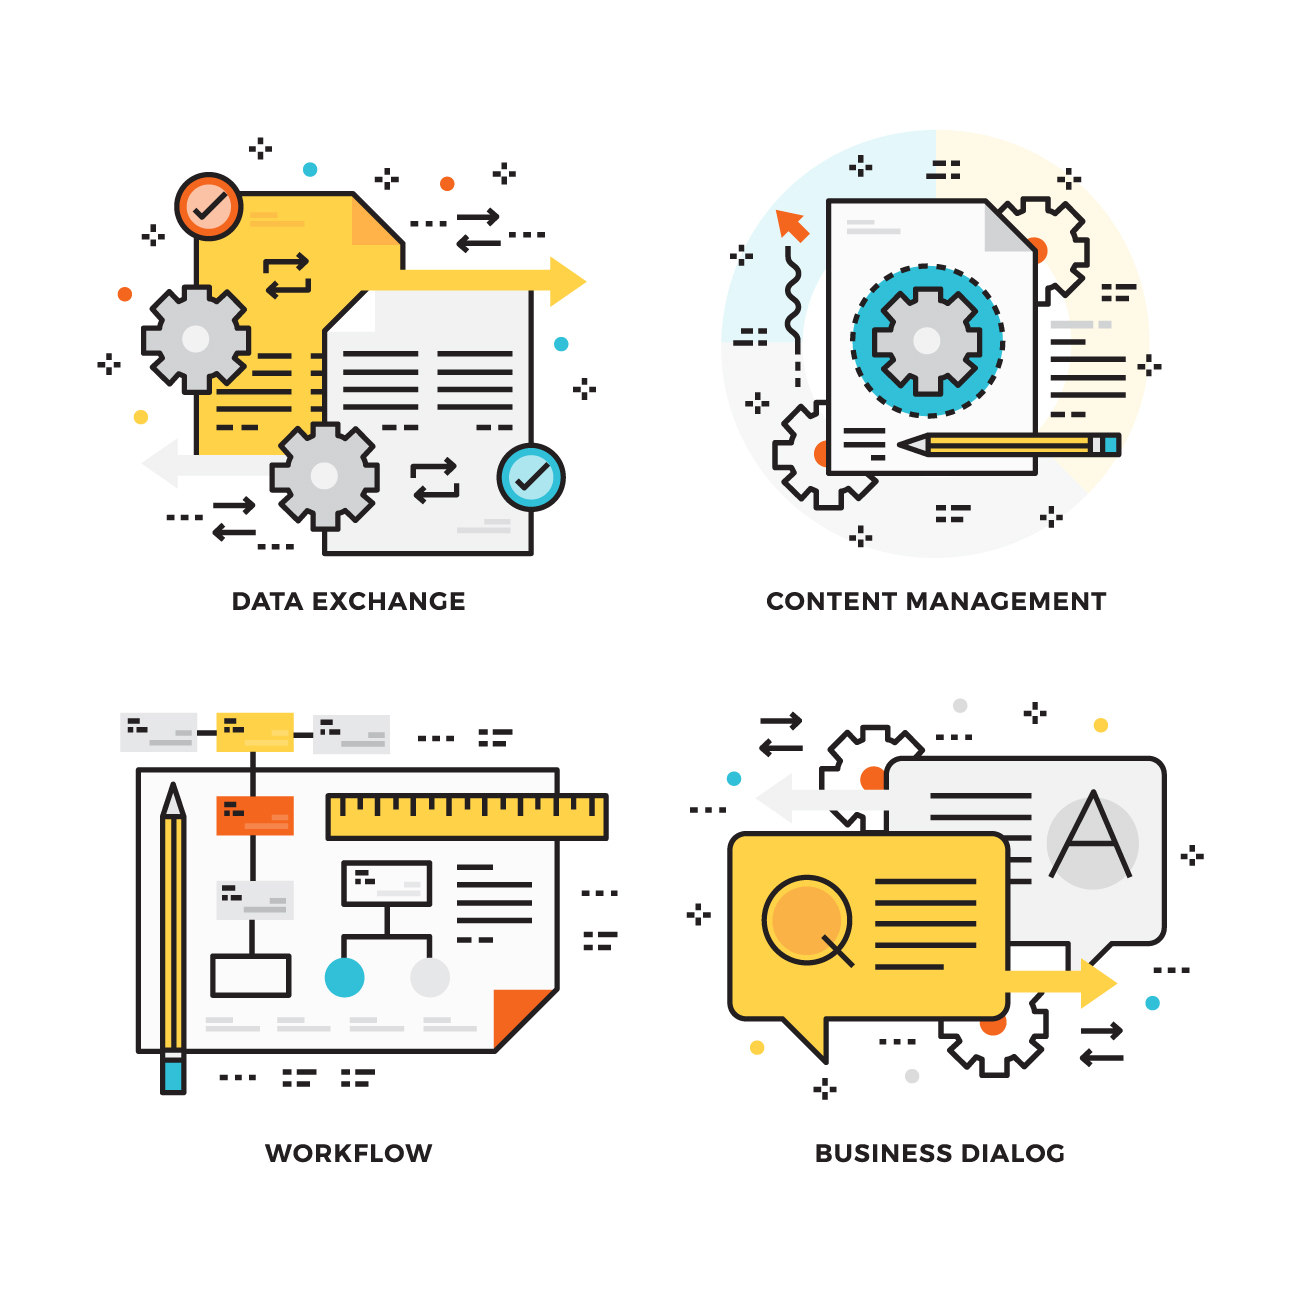 DATA EXCHANGE
CONTENT MANAGEMENT
A
Q
WORKFLOW
BUSINESS DIALOG